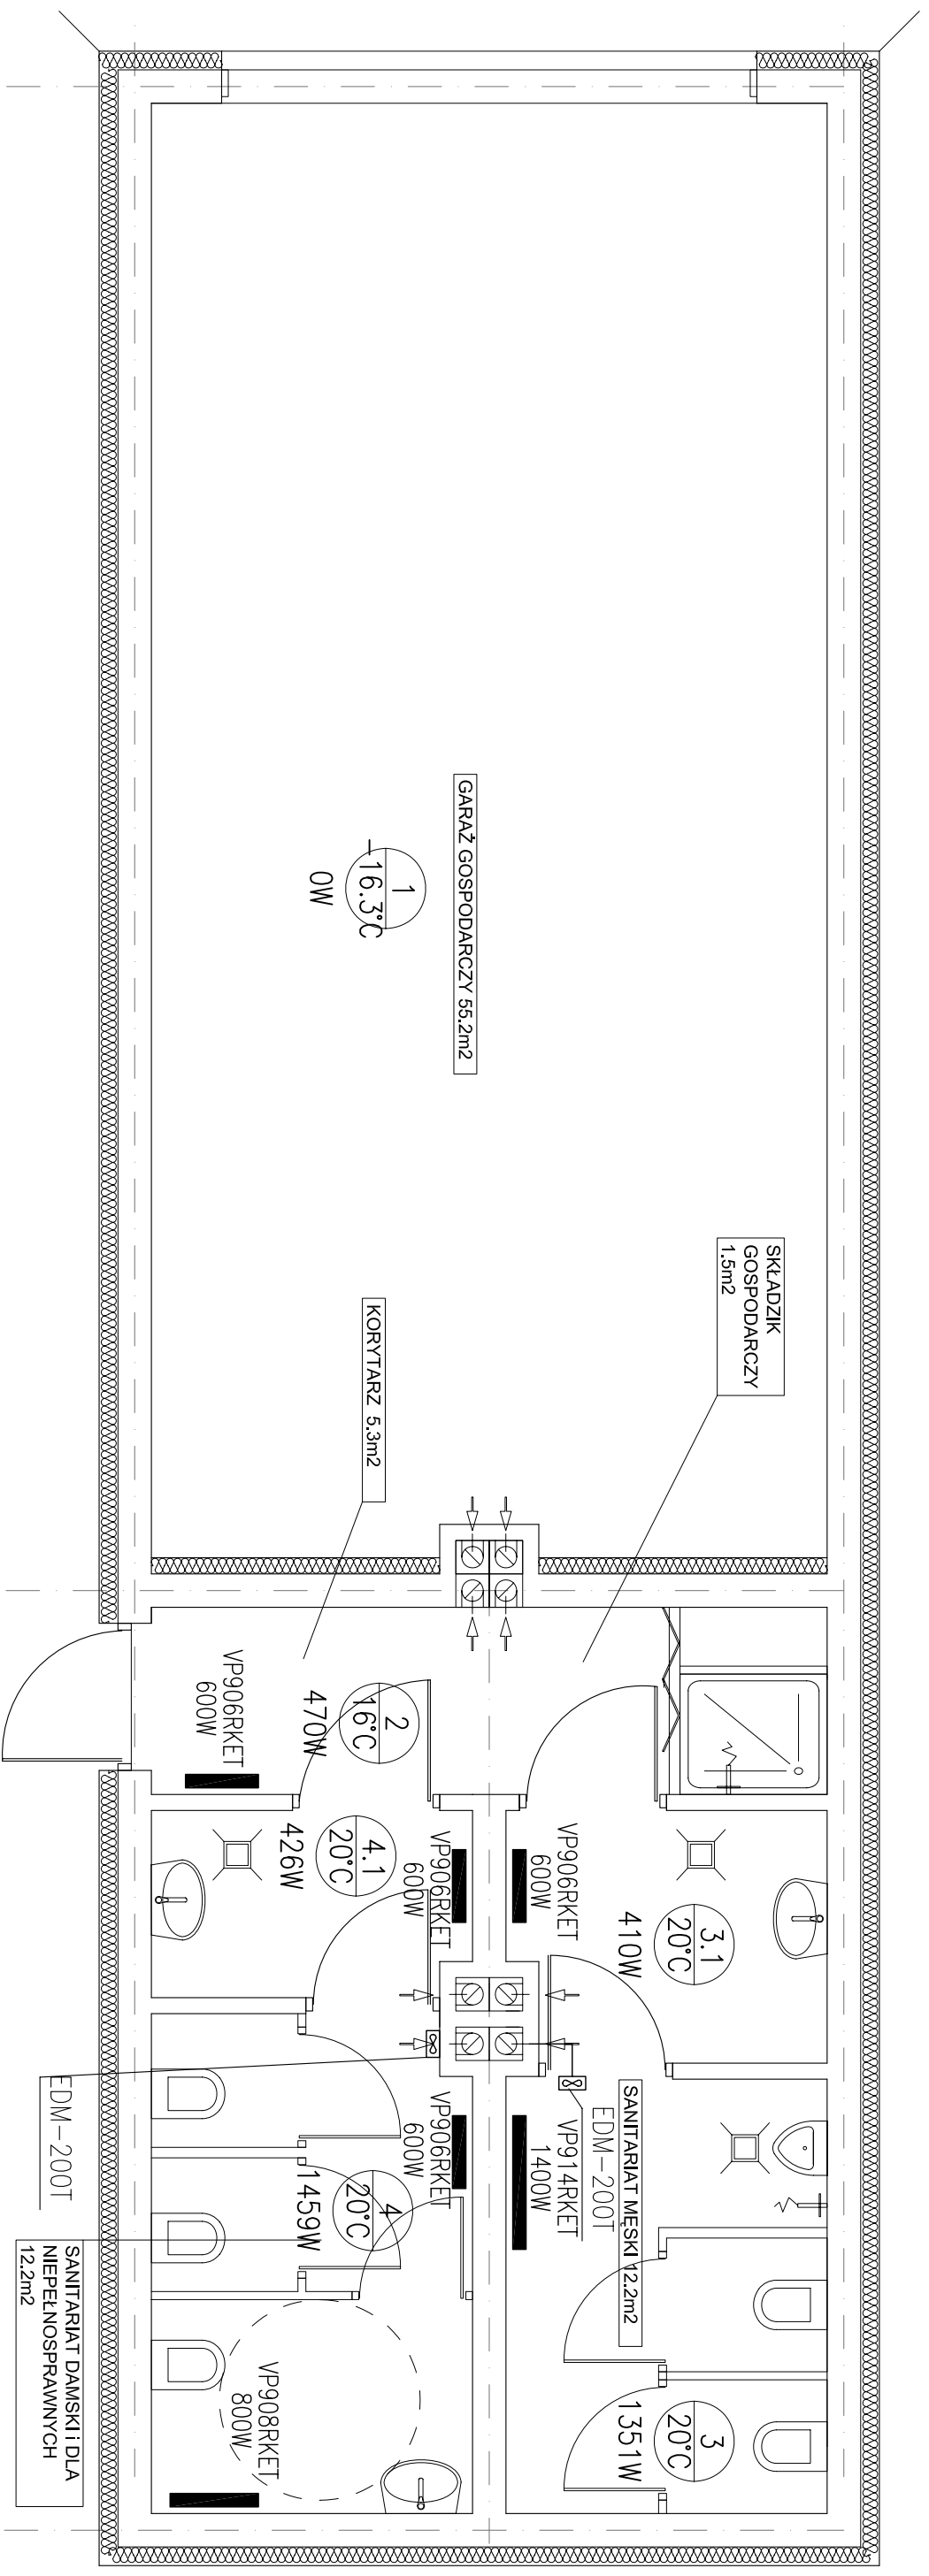 GARAŻ GOSPODARCZY 55.2m2
1
-16.3°C
0W
SKŁADZIK
GOSPODARCZY
1.5m2
KORYTARZ 5.3m2
VP906RKET
600W
2
16°C
470W
4.1
20°C
426W
VP906RKET
600W
VP906RKET
600W
3.1
20°C
410W
EDM-200T
VP906RKET
600W
4
20°C
1459W
SANITARIAT MĘSKI 12.2m2
EDM-200T
VP914RKET
1400W
3
20°C
1351W
VP908RKET
800W
SANITARIAT DAMSKI i DLA
NIEPEŁNOSPRAWNYCH
12.2m2